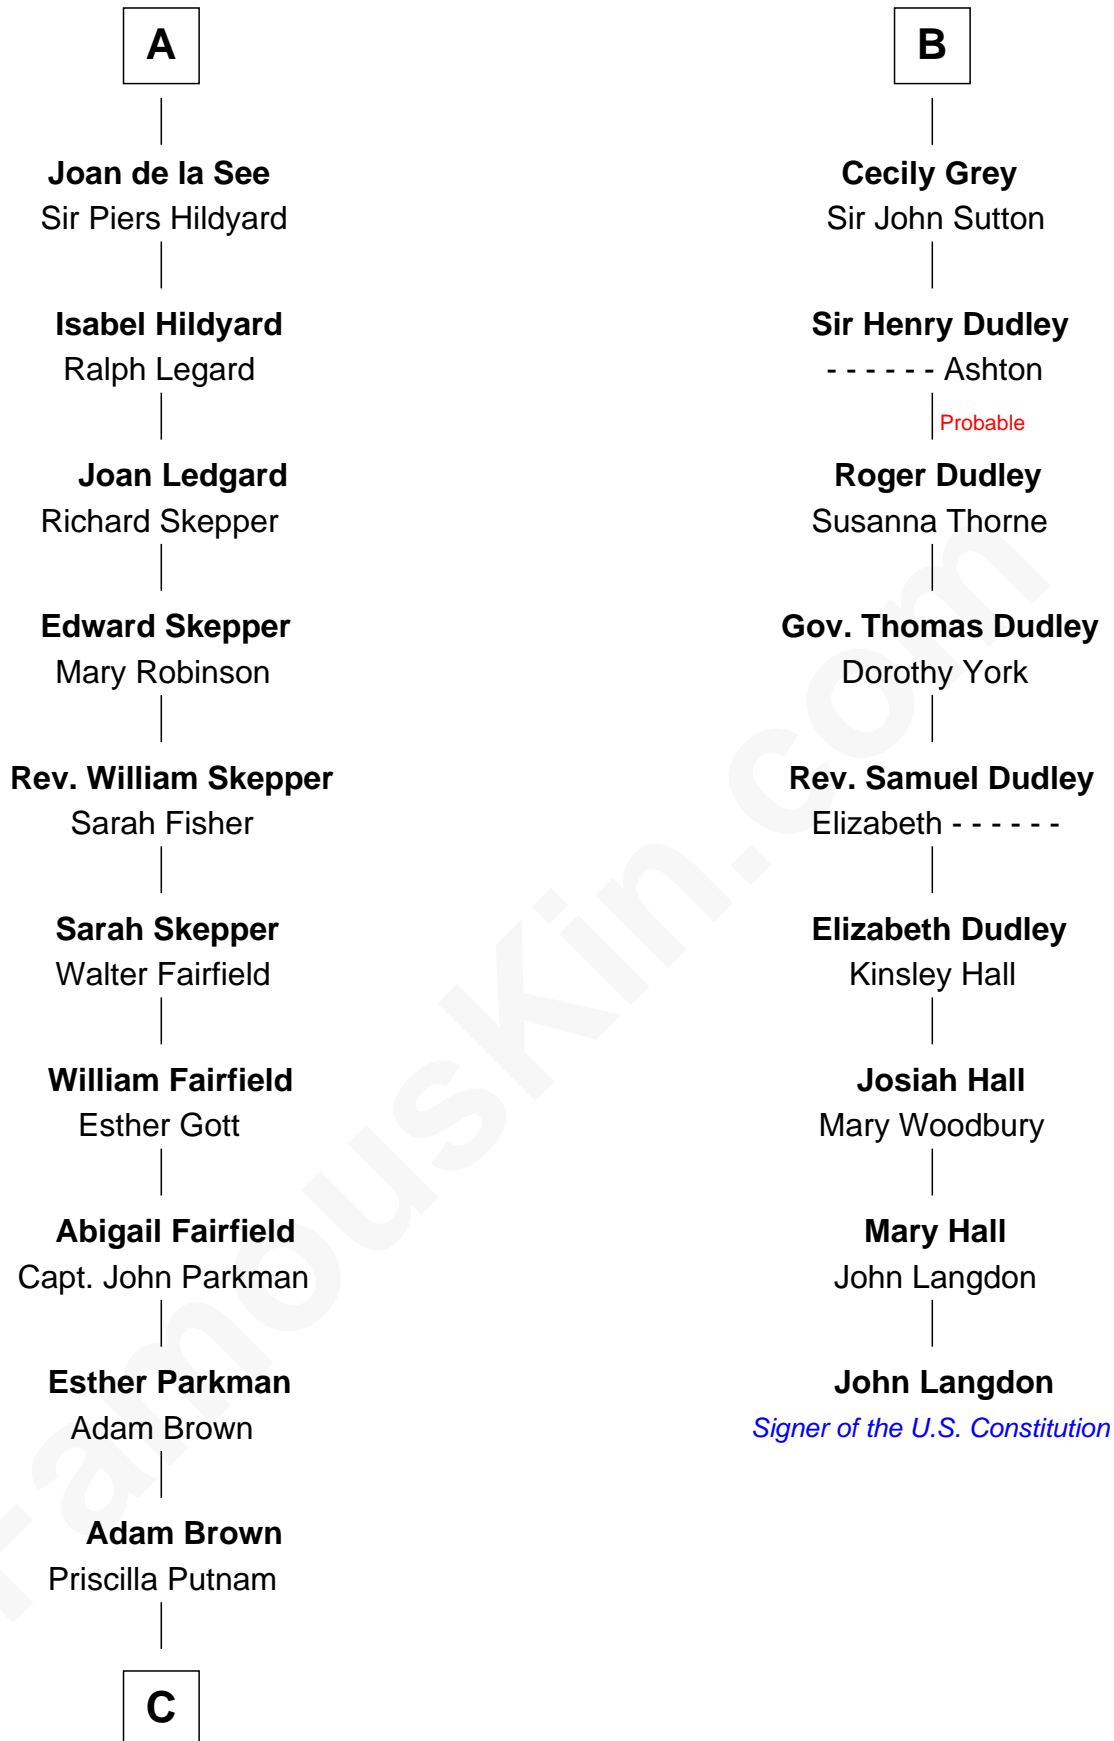 A
Joan de la See
Sir Piers Hildyard
Isabel Hildyard
Ralph Legard
Joan Ledgard
Richard Skepper
Edward Skepper
Mary Robinson
Rev. William Skepper
Sarah Fisher
Sarah Skepper
Walter Fairfield
William Fairfield
Esther Gott
Abigail Fairfield
Capt. John Parkman
Esther Parkman
Adam Brown
Adam Brown
Priscilla Putnam
C
B
Cecily Grey
Sir John Sutton
Sir Henry Dudley
- - - - - - Ashton
Probable
Roger Dudley
Susanna Thorne
Gov. Thomas Dudley
Dorothy York
Rev. Samuel Dudley
Elizabeth - - - - - -
Elizabeth Dudley
Kinsley Hall
Josiah Hall
Mary Woodbury
Mary Hall
John Langdon
John Langdon
Signer of the U.S. Constitution
FamousKin.com